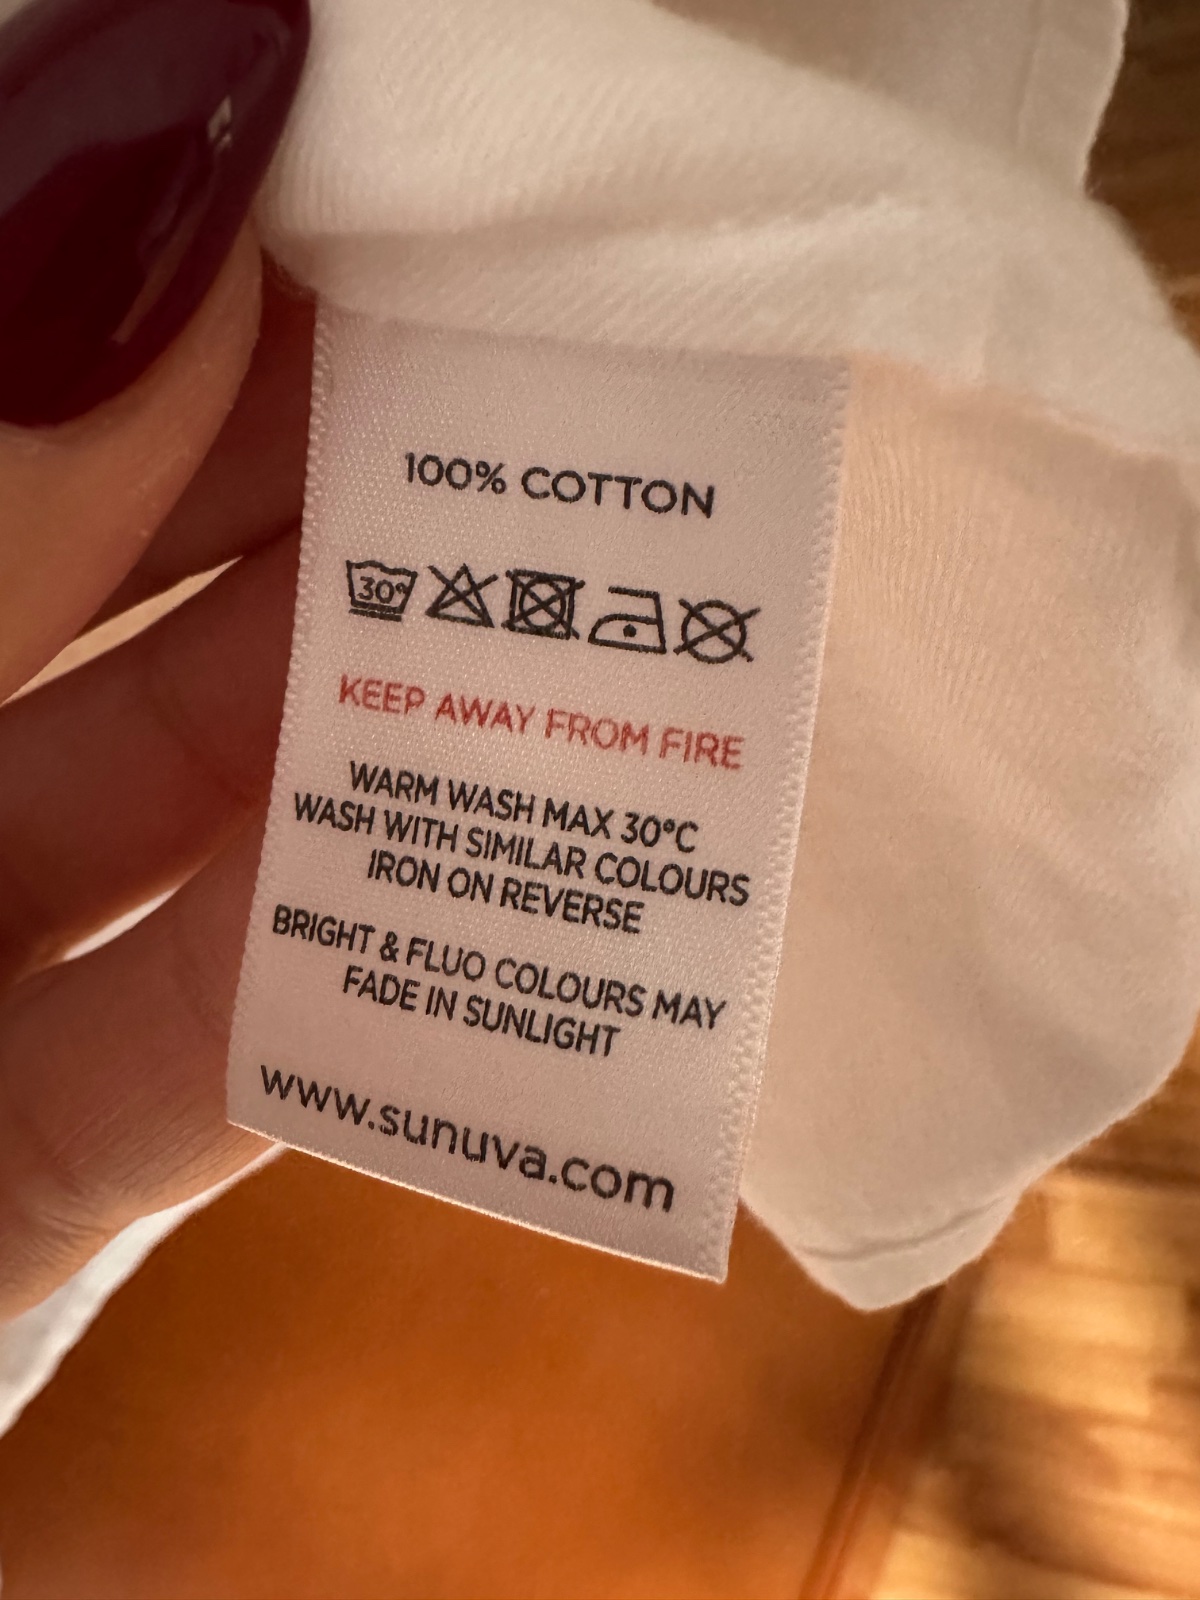 100% COTTON
30°
KEEP AWAY FROM FIRE
WARM WASH MAX 30°C
WASH WITH SIMILAR COLOURS
IRON ON REVERSE
BRIGHT & FLUO COLOURS MAY
FADE IN SUNLIGHT
www.sunuva.com